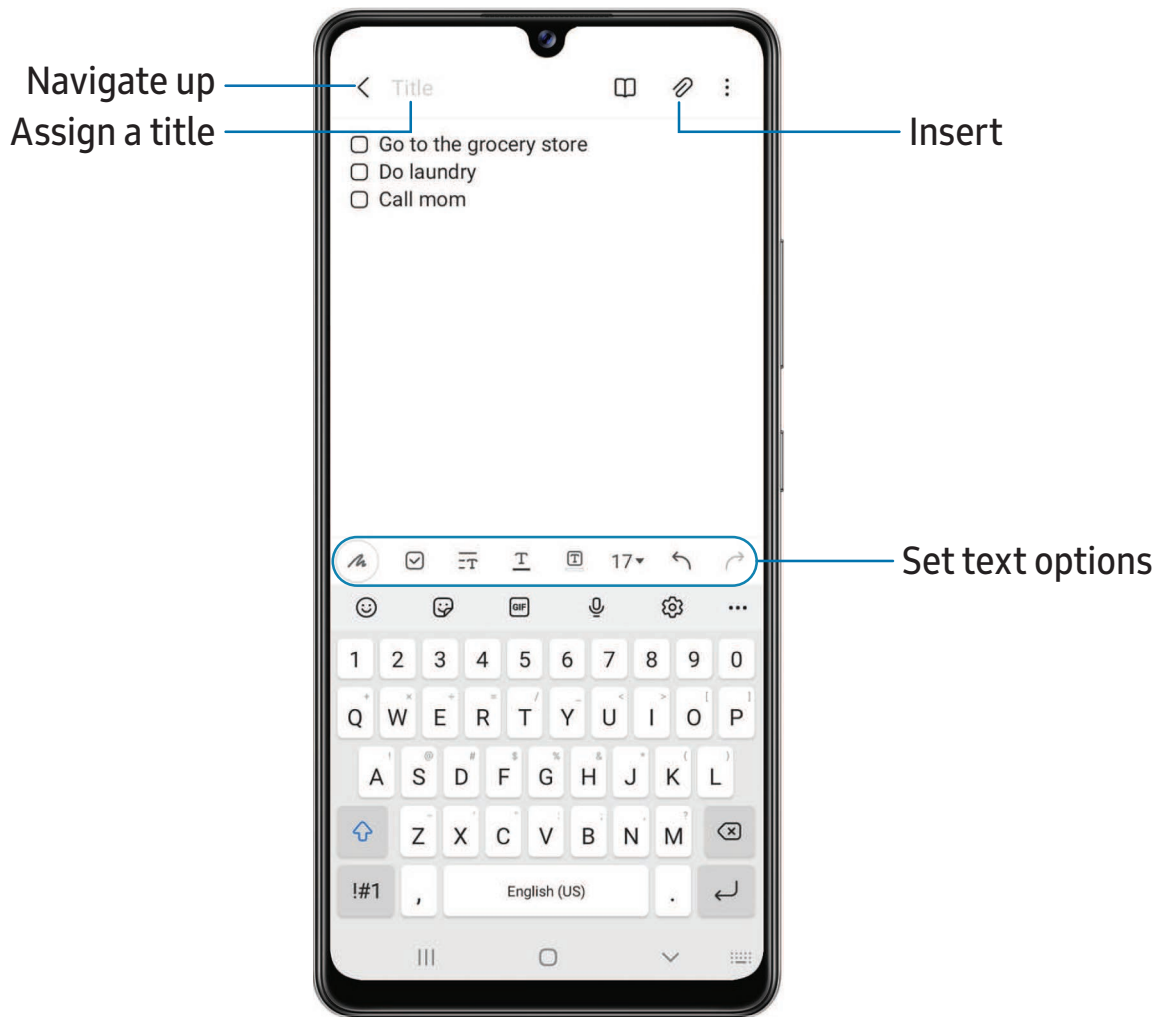 Navigate up
Title
Assign a title
Insert
Go to the grocery store
Do laundry
Call mom
T T T 17
Set text options
GIF
1 2 3 4 5 6 7 8 9 0
+ × ÷ = / _ < > [ ]
Q W E R T Y U I O P
! @ # $ % & * ( )
A S D F G H J K L
- ' " : ; , ?
Z X C V B N M
!#1 , English (US) .